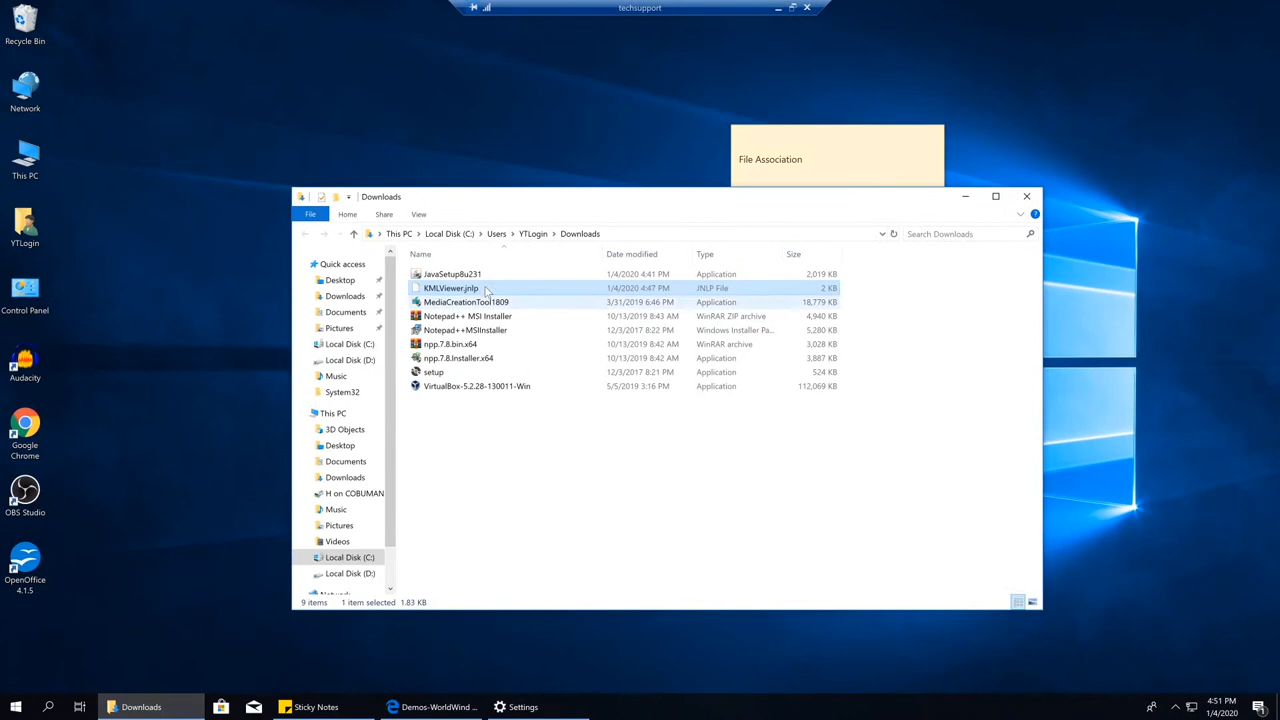 techsupport
Recycle Bin
Network
This PC
YTLogin
Control Panel
Audacity
Google
Chrome
OBS Studio
OpenOffice
4.1.5
File Association
Downloads
File Home Share View
This PC Local Disk (C:) Users YTLogin Downloads
Search Downloads
Quick access
Desktop
Downloads
Documents
Pictures
Local Disk (C:)
Local Disk (D:)
Music
System32
This PC
3D Objects
Desktop
Documents
Downloads
H on COBUMAN
Music
Pictures
Videos
Local Disk (C:)
Local Disk (D:)
Name Date modified Type Size
JavaSetup8u231 1/4/2020 4:41 PM Application 2,019 KB
KMLViewer.jnlp 1/4/2020 4:47 PM JNLP File 2 KB
MediaCreationTool1809 3/31/2019 6:46 PM Application 18,779 KB
Notepad++ MSI Installer 10/13/2019 8:43 AM WinRAR ZIP archive 4,940 KB
Notepad++MSIInstaller 12/3/2017 8:22 PM Windows Installer Pa... 5,280 KB
npp.7.8.bin.x64 10/13/2019 8:42 AM WinRAR archive 3,028 KB
npp.7.8.Installer.x64 10/13/2019 8:42 AM Application 3,887 KB
setup 12/3/2017 8:21 PM Application 524 KB
VirtualBox-5.2.28-130011-Win 5/5/2019 3:16 PM Application 112,069 KB
9 items 1 item selected 1.83 KB
Downloads
Sticky Notes
Demos-WorldWind ...
Settings
4:51 PM
1/4/2020